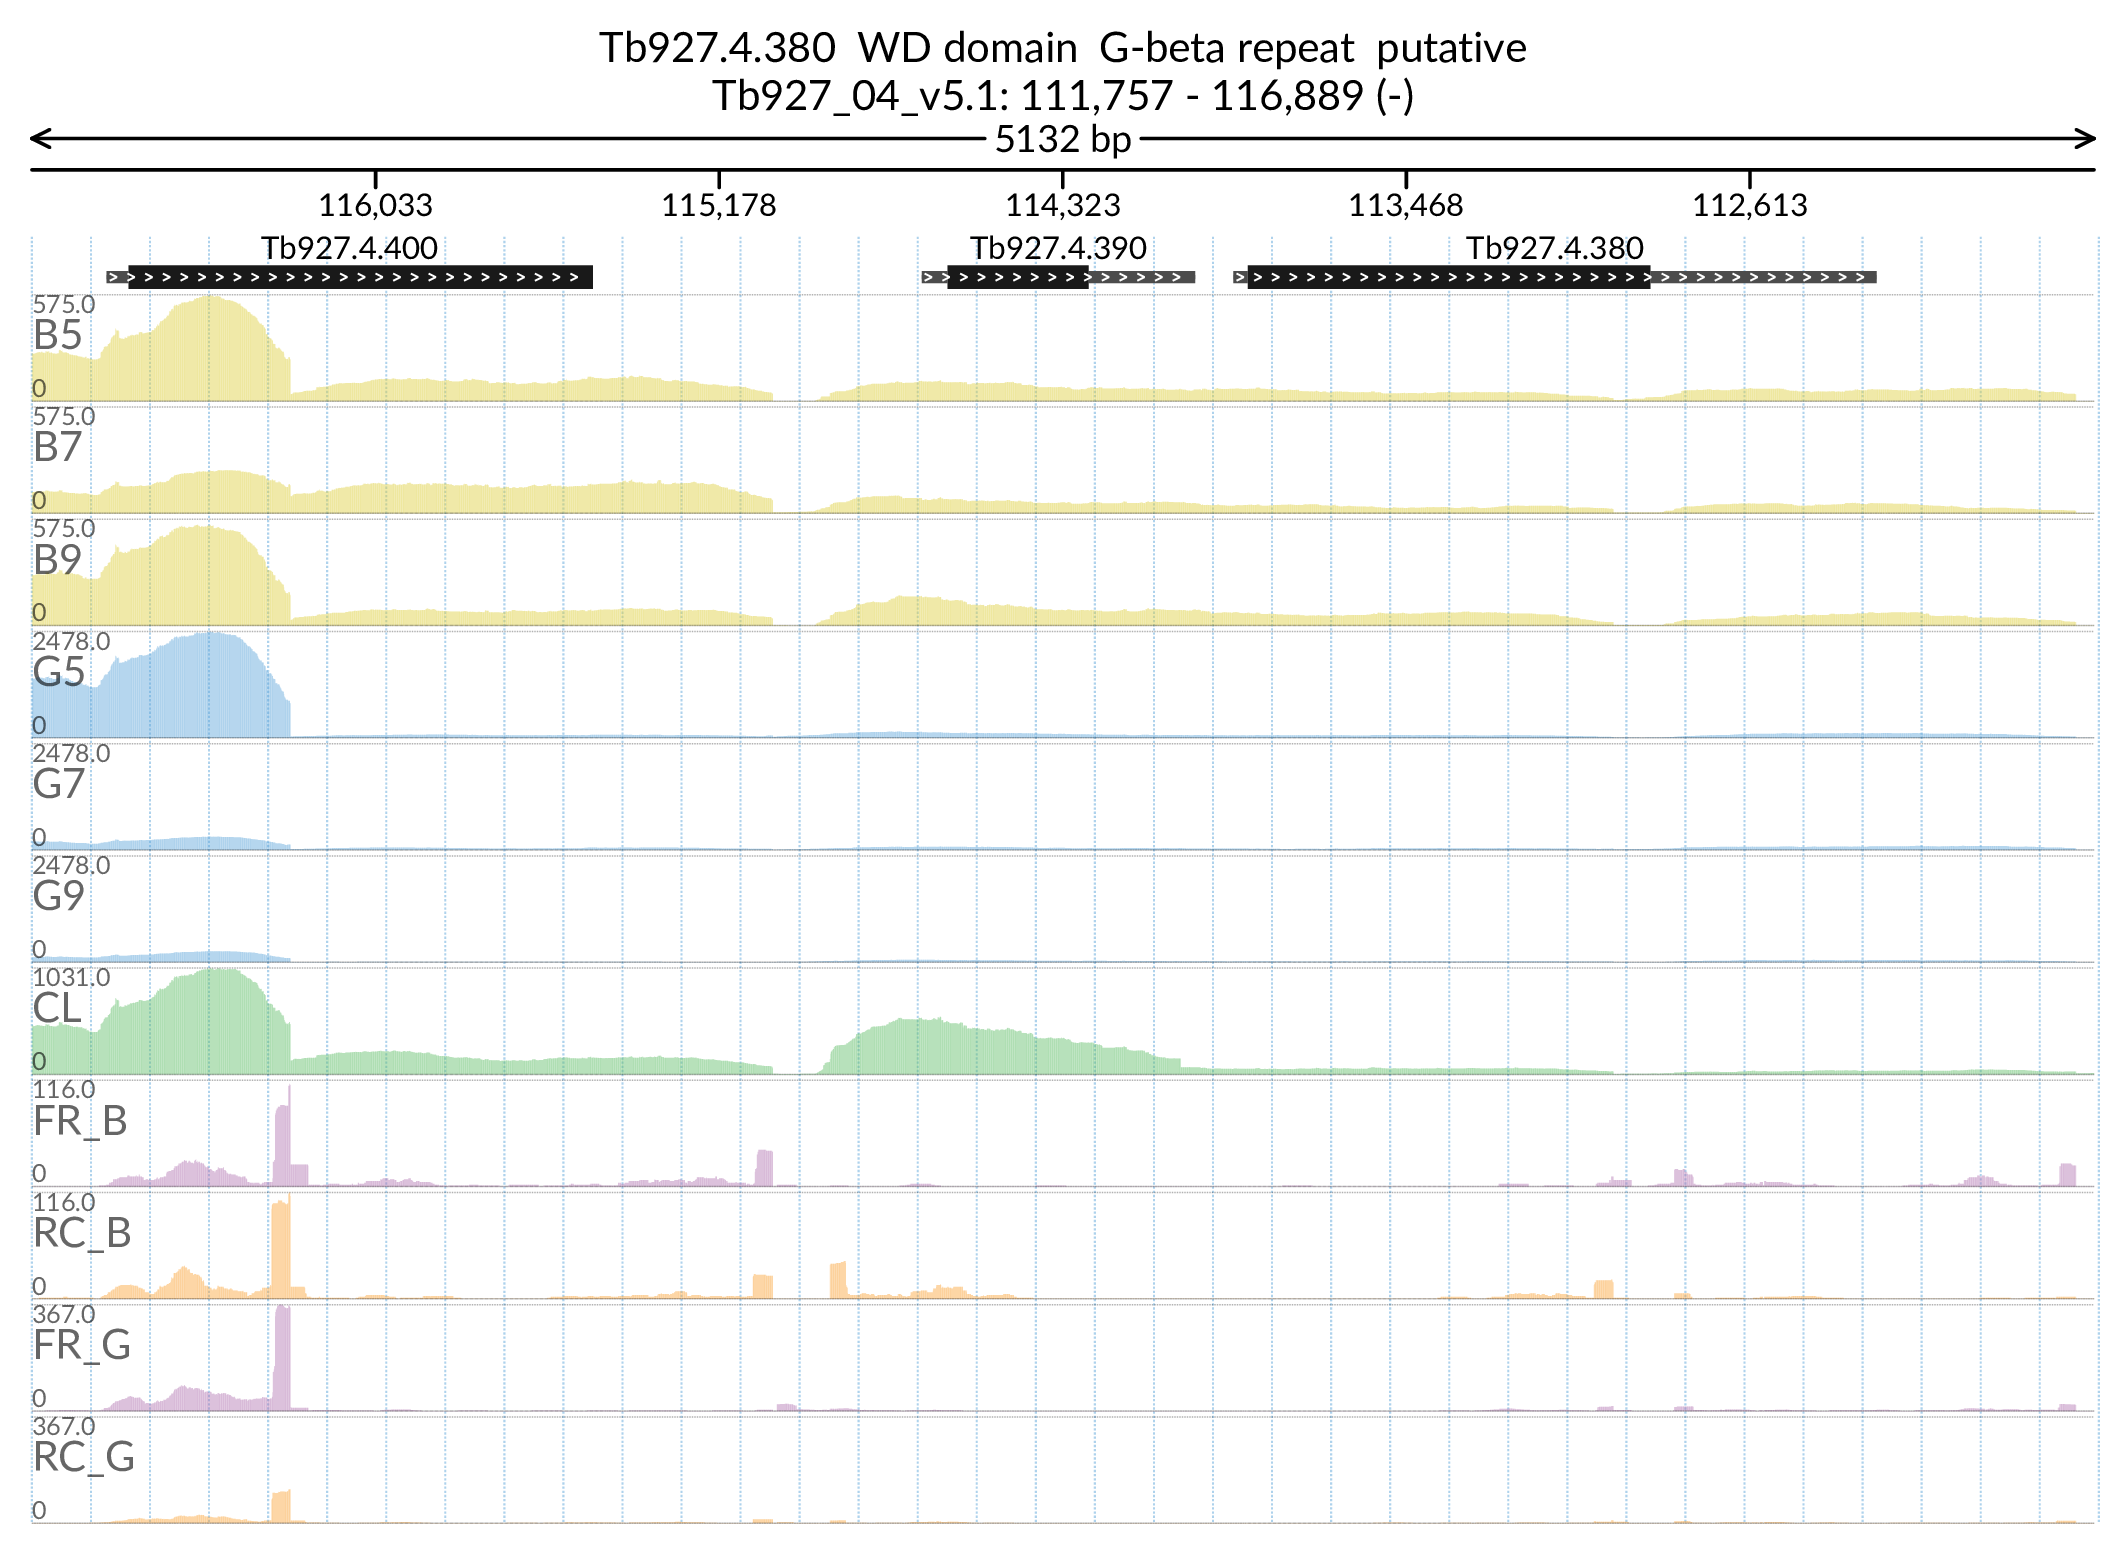 Tb927.4.380  WD domain  G-beta repeat  putative
Tb927_04_v5.1: 111,757 - 116,889 (-)
5132 bp
116,033 115,178 114,323 113,468 112,613
Tb927.4.400 Tb927.4.390 Tb927.4.380
575.0
B5
0
575.0
B7
0
575.0
B9
0
2478.0
G5
0
2478.0
G7
0
2478.0
G9
0
1031.0
CL
0
116.0
FR_B
0
116.0
RC_B
0
367.0
FR_G
0
367.0
RC_G
0